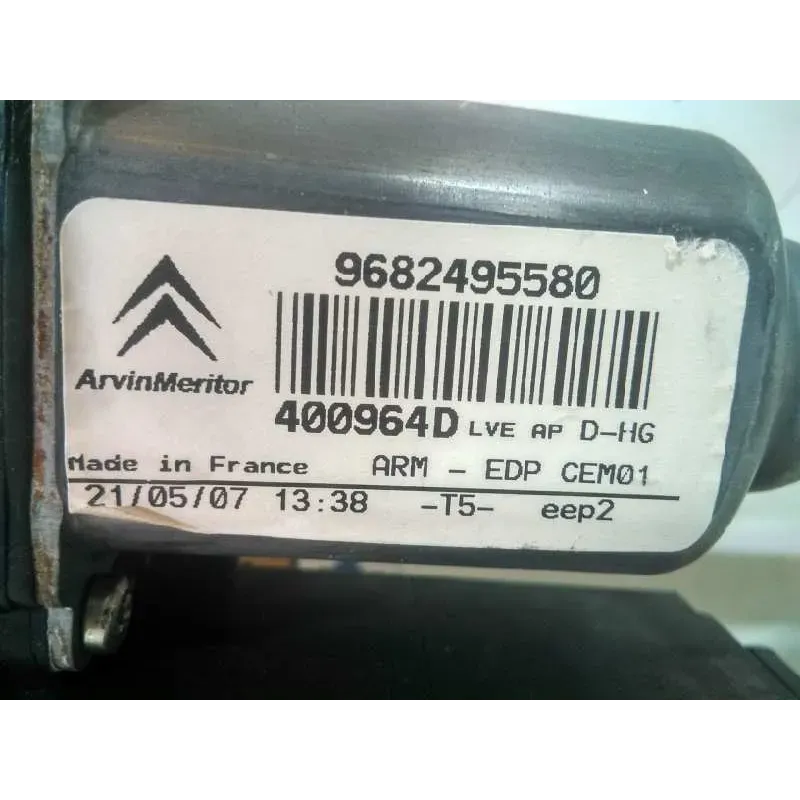 9682495580
ArvinMeritor
400964D LVE AP D-HG
Made in France ARM - EDP CEM01
21/05/07 13:38 -T5- eep2